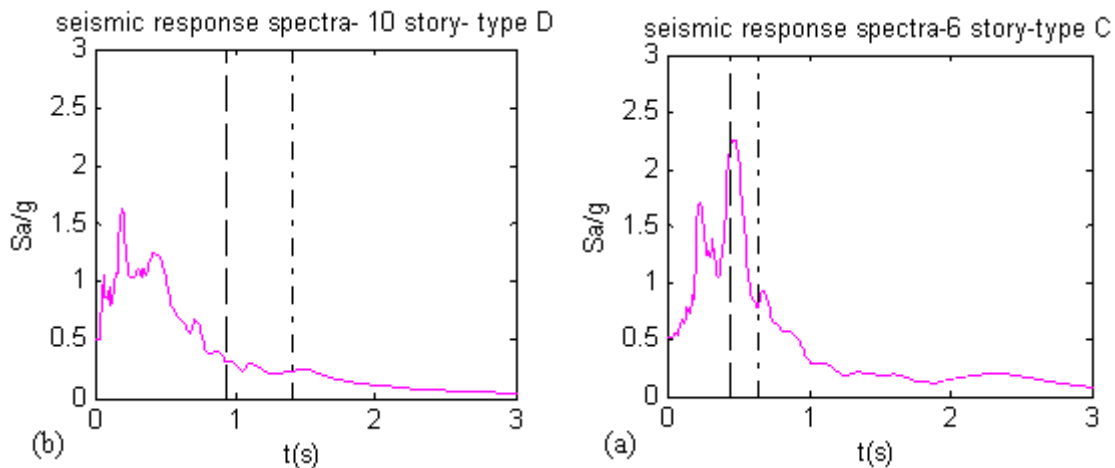 seismic response spectra- 10 story- type D
3
2.5
2
1.5
1
0.5
0
Sa/g
0 1 2 3
t(s)
(b)
seismic response spectra-6 story-type C
3
2.5
2
1.5
1
0.5
0
Sa/g
0 1 2 3
t(s)
(a)